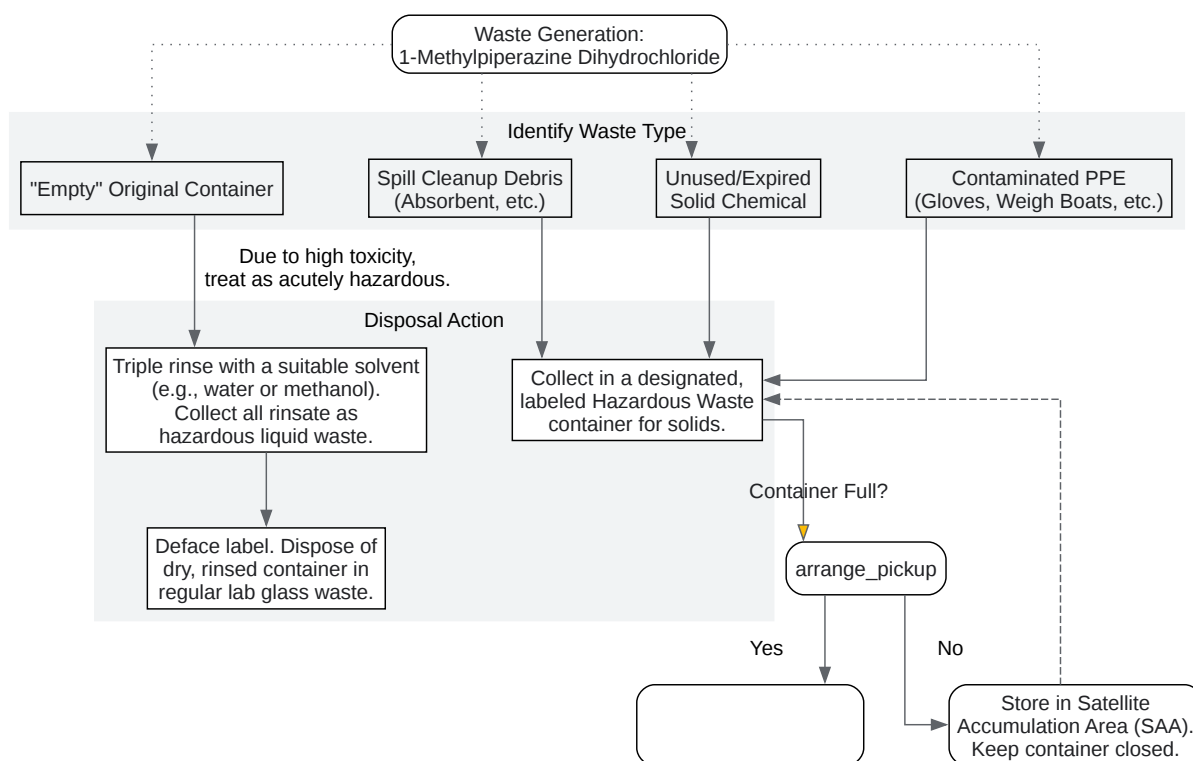 Waste Generation:
1-Methylpiperazine Dihydrochloride
Identify Waste Type
"Empty" Original Container
Spill Cleanup Debris
(Absorbent, etc.)
Unused/Expired
Solid Chemical
Contaminated PPE
(Gloves, Weigh Boats, etc.)
Due to high toxicity,
treat as acutely hazardous.
Disposal Action
Triple rinse with a suitable solvent
(e.g., water or methanol).
Collect all rinsate as
hazardous liquid waste.
Collect in a designated,
labeled Hazardous Waste
container for solids.
Container Full?
Deface label. Dispose of
dry, rinsed container in
regular lab glass waste.
arrange_pickup
Yes
No
Store in Satellite
Accumulation Area (SAA).
Keep container closed.